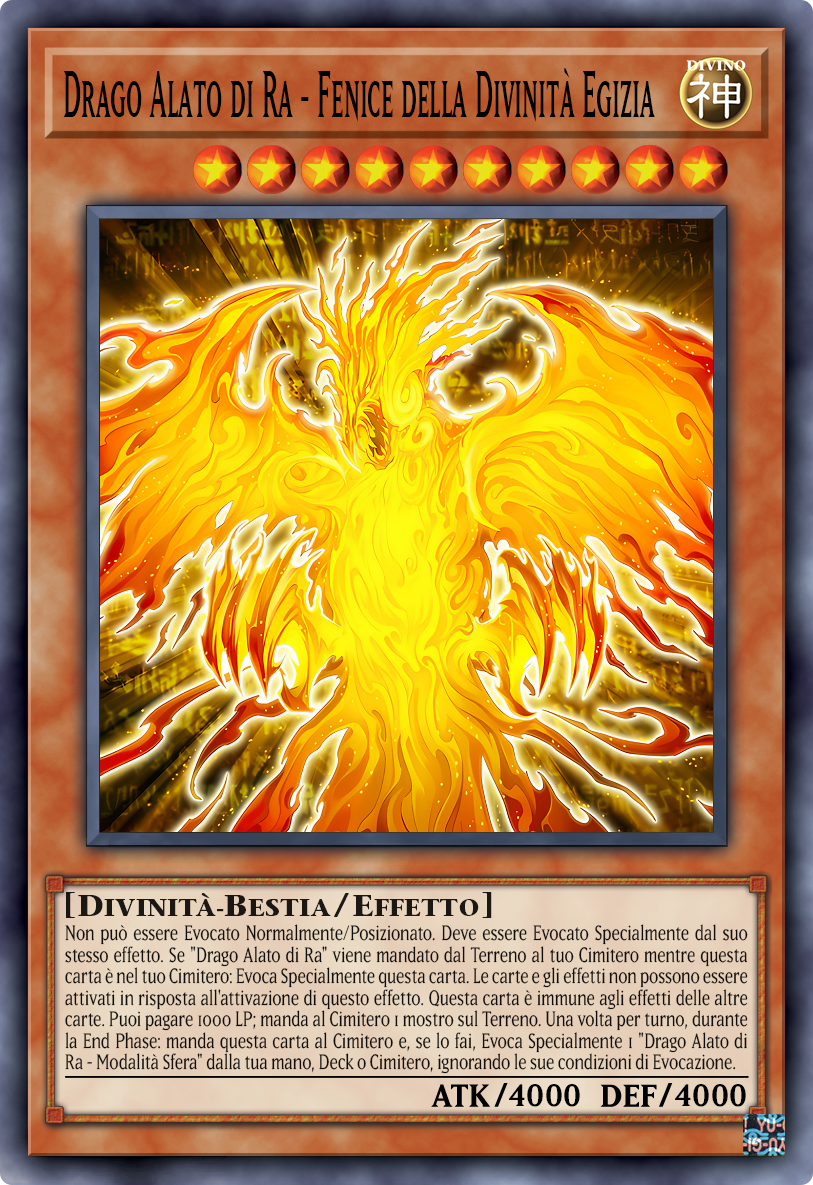 Drago Alato di Ra - Fenice della Divinità Egizia
DIVINO
神
[Divinità-Bestia/Effetto]
Non può essere Evocato Normalmente/Posizionato. Deve essere Evocato Specialmente dal suo
stesso effetto. Se "Drago Alato di Ra" viene mandato dal Terreno al tuo Cimitero mentre questa
carta è nel tuo Cimitero: Evoca Specialmente questa carta. Le carte e gli effetti non possono essere
attivati in risposta all'attivazione di questo effetto. Questa carta è immune agli effetti delle altre
carte. Puoi pagare 1000 LP; manda al Cimitero 1 mostro sul Terreno. Una volta per turno, durante
la End Phase: manda questa carta al Cimitero e, se lo fai, Evoca Specialmente 1 "Drago Alato di
Ra - Modalità Sfera" dalla tua mano, Deck o Cimitero, ignorando le sue condizioni di Evocazione.
ATK/4000 DEF/4000